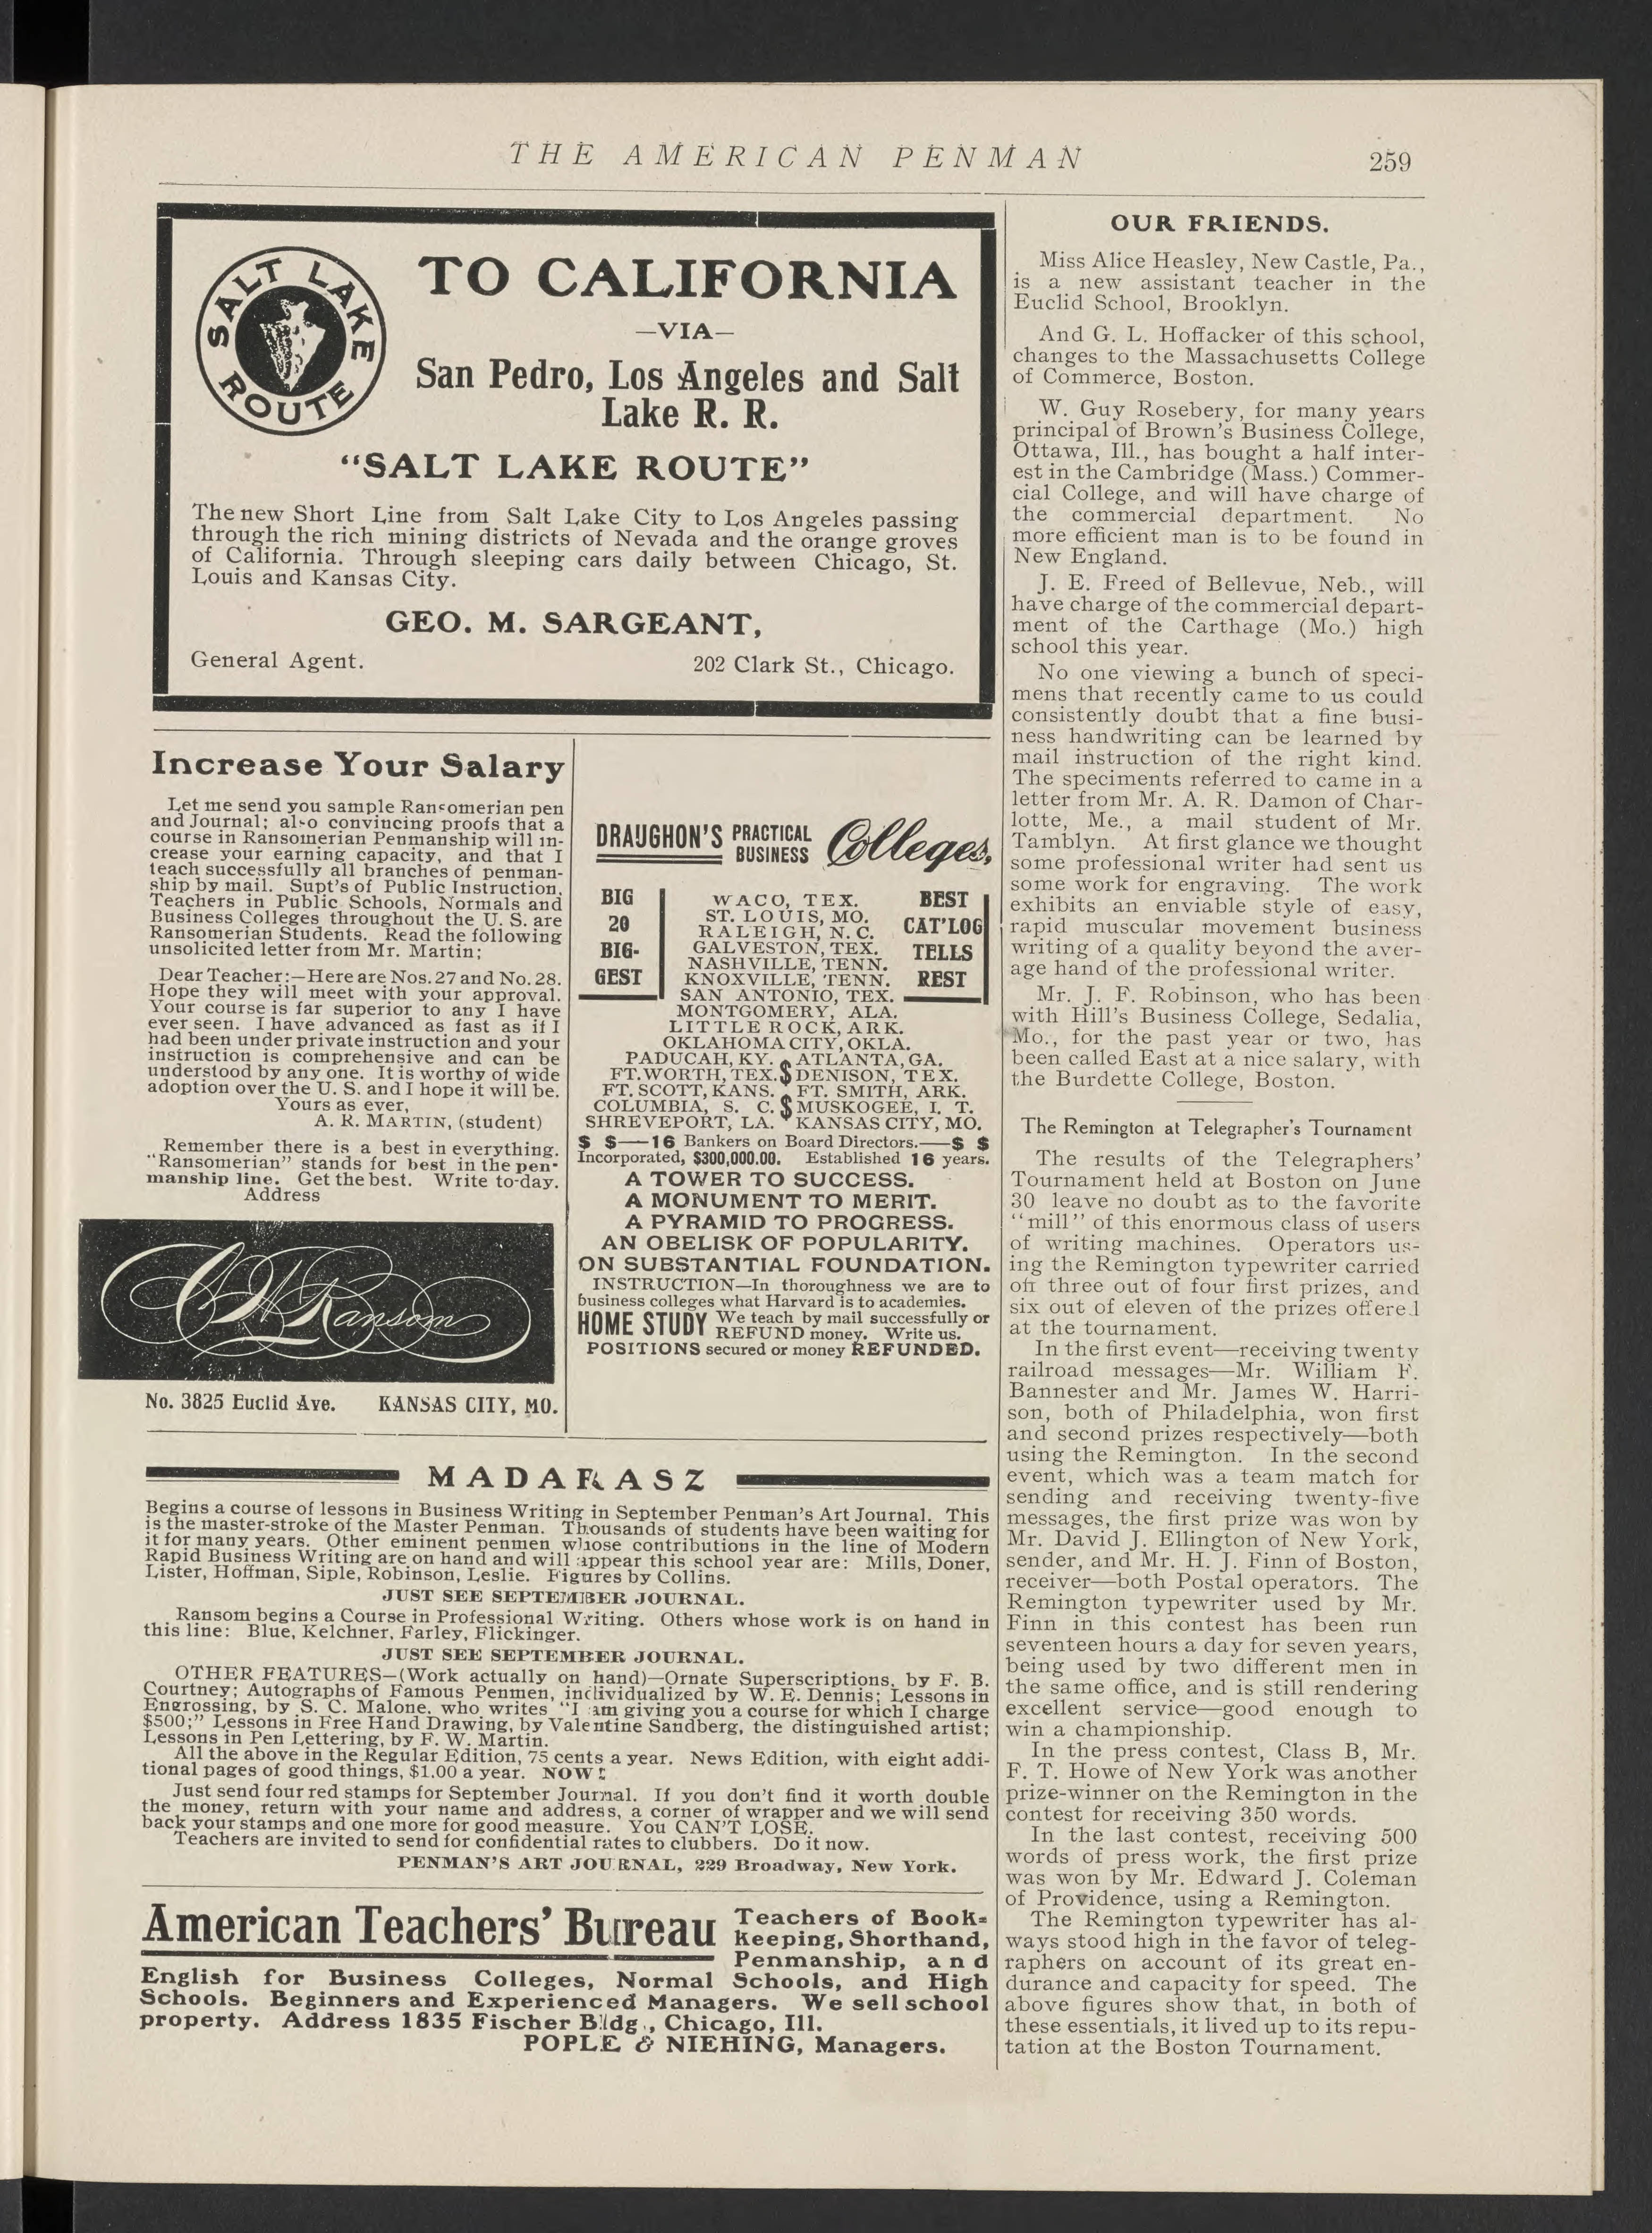 THE AMERICAN PENMAN 259
SALT LAKE ROUTE
TO CALIFORNIA
—VIA—
San Pedro, Los Angeles and Salt
Lake R. R.
"SALT LAKE ROUTE"
The new Short Line from Salt Lake City to Los Angeles passing
through the rich mining districts of Nevada and the orange groves
of California. Through sleeping cars daily between Chicago, St.
Louis and Kansas City.
GEO. M. SARGEANT,
General Agent. 202 Clark St., Chicago.
Increase Your Salary
Let me send you sample Ransomerian pen
and Journal; also convincing proofs that a
course in Ransomerian Penmanship will in-
crease your earning capacity, and that I
teach successfully all branches of penman-
ship by mail. Supt's of Public Instruction,
Teachers in Public Schools, Normals and
Business Colleges throughout the U. S. are
Ransomerian Students. Read the following
unsolicited letter from Mr. Martin;
Dear Teacher:—Here are Nos. 27 and No. 28.
Hope they will meet with your approval.
Your course is far superior to any I have
ever seen. I have advanced as fast as if I
had been under private instruction and your
instruction is comprehensive and can be
understood by any one. It is worthy of wide
adoption over the U. S. and I hope it will be.
Yours as ever,
A. R. MARTIN, (student)
Remember there is a best in everything.
"Ransomerian" stands for best in the pen-
manship line. Get the best. Write to-day.
Address
C W Ransom
No. 3825 Euclid Ave. KANSAS CITY, MO.
DRAUGHON'S PRACTICAL BUSINESS Colleges,
BIG
20
BIG-
GEST
BEST
CAT'LOG
TELLS
REST
WACO, TEX.
ST. LOUIS, MO.
RALEIGH, N. C.
GALVESTON, TEX.
NASHVILLE, TENN.
KNOXVILLE, TENN.
SAN ANTONIO, TEX.
MONTGOMERY, ALA.
LITTLE ROCK, ARK.
OKLAHOMA CITY, OKLA.
PADUCAH, KY. ATLANTA, GA.
FT. WORTH, TEX. $ DENISON, TEX.
FT. SCOTT, KANS. FT. SMITH, ARK.
COLUMBIA, S. C. $ MUSKOGEE, I. T.
SHREVEPORT, LA. KANSAS CITY, MO.
$ $—16 Bankers on Board Directors.—$ $
Incorporated, $300,000.00. Established 16 years.
A TOWER TO SUCCESS.
A MONUMENT TO MERIT.
A PYRAMID TO PROGRESS.
AN OBELISK OF POPULARITY.
ON SUBSTANTIAL FOUNDATION.
INSTRUCTION—In thoroughness we are to
business colleges what Harvard is to academies.
HOME STUDY We teach by mail successfully or
REFUND money. Write us.
POSITIONS secured or money REFUNDED.
MADARASZ
Begins a course of lessons in Business Writing in September Penman's Art Journal. This
is the master-stroke of the Master Penman. Thousands of students have been waiting for
it for many years. Other eminent penmen whose contributions in the line of Modern
Rapid Business Writing are on hand and will appear this school year are: Mills, Doner,
Lister, Hoffman, Siple, Robinson, Leslie. Figures by Collins.
JUST SEE SEPTEMBER JOURNAL.
Ransom begins a Course in Professional Writing. Others whose work is on hand in
this line: Blue, Kelchner, Farley, Flickinger.
JUST SEE SEPTEMBER JOURNAL.
OTHER FEATURES—(Work actually on hand)—Ornate Superscriptions, by F. B.
Courtney; Autographs of Famous Penmen, individualized by W. E. Dennis; Lessons in
Engrossing, by S. C. Malone, who writes "I am giving you a course for which I charge
$500;" Lessons in Free Hand Drawing, by Valentine Sandberg, the distinguished artist;
Lessons in Pen Lettering, by F. W. Martin.
All the above in the Regular Edition, 75 cents a year. News Edition, with eight addi-
tional pages of good things, $1.00 a year. NOW!
Just send four red stamps for September Journal. If you don't find it worth double
the money, return with your name and address, a corner of wrapper and we will send
back your stamps and one more for good measure. You CAN'T LOSE.
Teachers are invited to send for confidential rates to clubbers. Do it now.
PENMAN'S ART JOURNAL, 229 Broadway, New York.
American Teachers' Bureau Teachers of Book-
keeping, Shorthand,
Penmanship, and
English for Business Colleges, Normal Schools, and High
Schools. Beginners and Experienced Managers. We sell school
property. Address 1835 Fischer Bldg., Chicago, Ill.
POPLE & NIEHING, Managers.
OUR FRIENDS.
Miss Alice Heasley, New Castle, Pa.,
is a new assistant teacher in the
Euclid School, Brooklyn.
And G. L. Hoffacker of this school,
changes to the Massachusetts College
of Commerce, Boston.
W. Guy Rosebery, for many years
principal of Brown's Business College,
Ottawa, Ill., has bought a half inter-
est in the Cambridge (Mass.) Commer-
cial College, and will have charge of
the commercial department. No
more efficient man is to be found in
New England.
J. E. Freed of Bellevue, Neb., will
have charge of the commercial depart-
ment of the Carthage (Mo.) high
school this year.
No one viewing a bunch of speci-
mens that recently came to us could
consistently doubt that a fine busi-
ness handwriting can be learned by
mail instruction of the right kind.
The speciments referred to came in a
letter from Mr. A. R. Damon of Char-
lotte, Me., a mail student of Mr.
Tamblyn. At first glance we thought
some professional writer had sent us
some work for engraving. The work
exhibits an enviable style of easy,
rapid muscular movement business
writing of a quality beyond the aver-
age hand of the professional writer.
Mr. J. F. Robinson, who has been
with Hill's Business College, Sedalia,
Mo., for the past year or two, has
been called East at a nice salary, with
the Burdette College, Boston.
The Remington at Telegrapher's Tournament
The results of the Telegraphers'
Tournament held at Boston on June
30 leave no doubt as to the favorite
"mill" of this enormous class of users
of writing machines. Operators us-
ing the Remington typewriter carried
off three out of four first prizes, and
six out of eleven of the prizes offered
at the tournament.
In the first event—receiving twenty
railroad messages—Mr. William F.
Bannester and Mr. James W. Harri-
son, both of Philadelphia, won first
and second prizes respectively—both
using the Remington. In the second
event, which was a team match for
sending and receiving twenty-five
messages, the first prize was won by
Mr. David J. Ellington of New York,
sender, and Mr. H. J. Finn of Boston,
receiver—both Postal operators. The
Remington typewriter used by Mr.
Finn in this contest has been run
seventeen hours a day for seven years,
being used by two different men in
the same office, and is still rendering
excellent service—good enough to
win a championship.
In the press contest, Class B, Mr.
F. T. Howe of New York was another
prize-winner on the Remington in the
contest for receiving 350 words.
In the last contest, receiving 500
words of press work, the first prize
was won by Mr. Edward J. Coleman
of Providence, using a Remington.
The Remington typewriter has al-
ways stood high in the favor of teleg-
raphers on account of its great en-
durance and capacity for speed. The
above figures show that, in both of
these essentials, it lived up to its repu-
tation at the Boston Tournament.